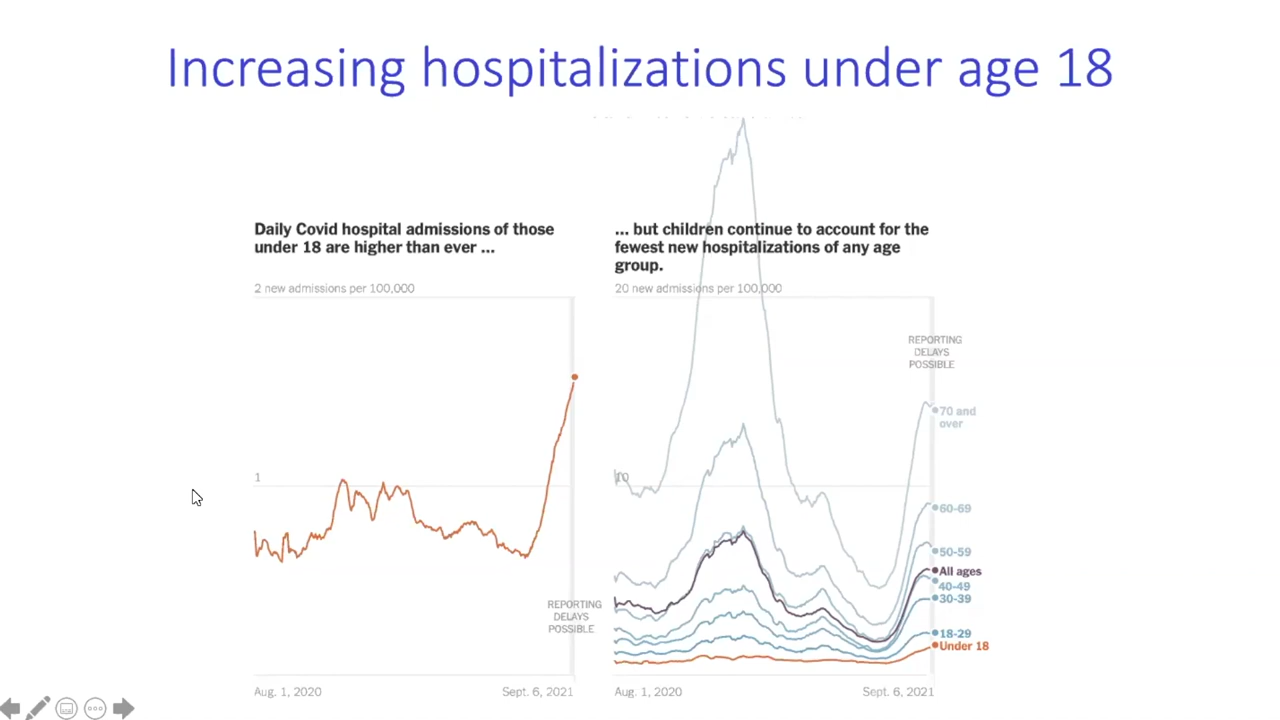 Increasing hospitalizations under age 18
Daily Covid hospital admissions of those
under 18 are higher than ever ...
2 new admissions per 100,000
1
REPORTING
DELAYS
POSSIBLE
Aug. 1, 2020
Sept. 6, 2021
... but children continue to account for the
fewest new hospitalizations of any age
group.
20 new admissions per 100,000
10
REPORTING
DELAYS
POSSIBLE
70 and
over
60-69
50-59
All ages
40-49
30-39
18-29
Under 18
Aug. 1, 2020
Sept. 6, 2021